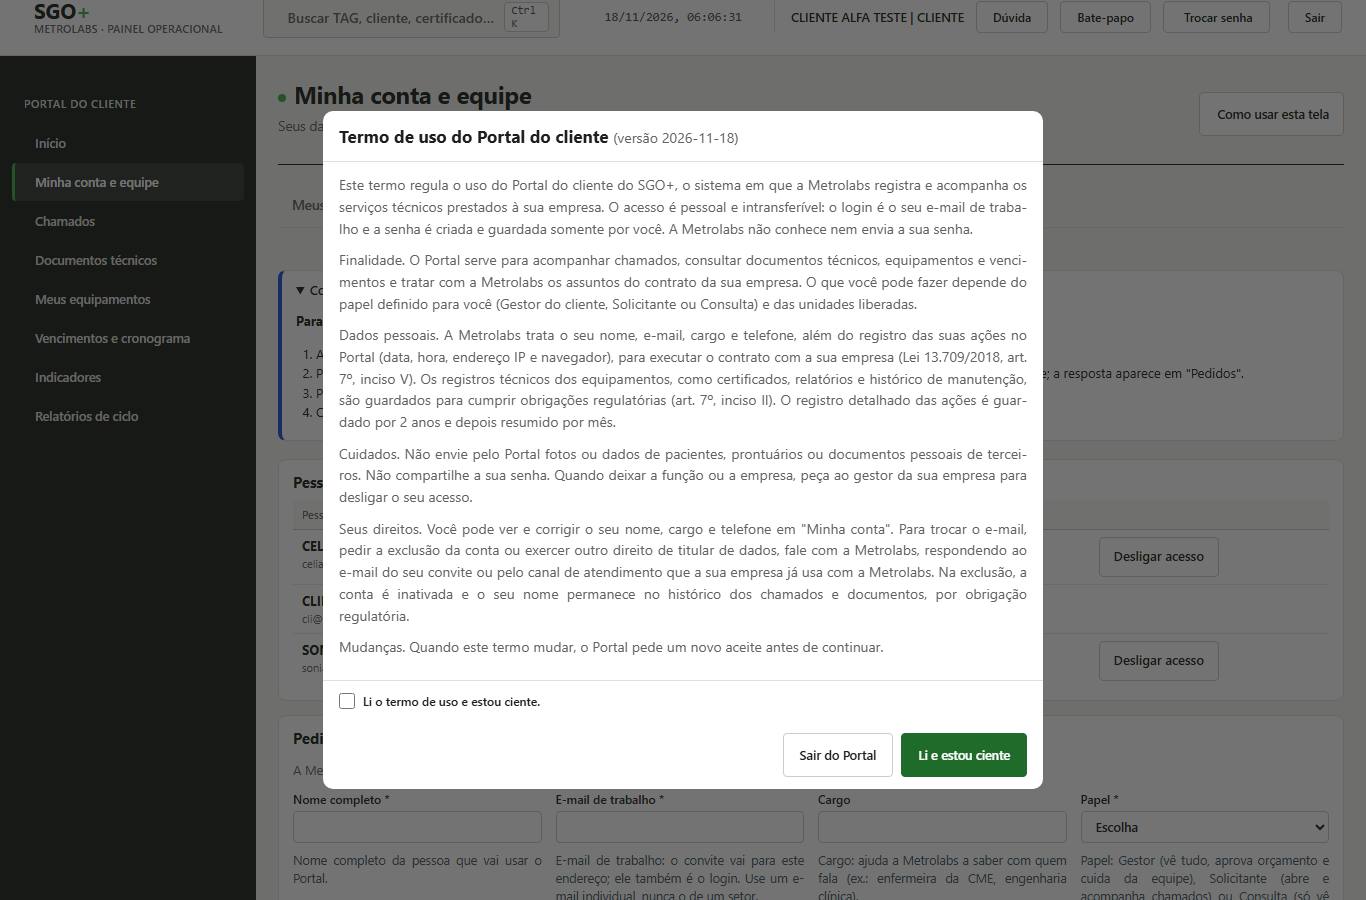 SGO+
METROLABS · PAINEL OPERACIONAL
Buscar TAG, cliente, certificado...
Ctrl
K
18/11/2026, 06:06:31
CLIENTE ALFA TESTE | CLIENTE
Dúvida
Bate-papo
Trocar senha
Sair
PORTAL DO CLIENTE
Início
Minha conta e equipe
Chamados
Documentos técnicos
Meus equipamentos
Vencimentos e cronograma
Indicadores
Relatórios de ciclo
Minha conta e equipe
Seus da
Como usar esta tela
Meus
Termo de uso do Portal do cliente (versão 2026-11-18)
Este termo regula o uso do Portal do cliente do SGO+, o sistema em que a Metrolabs registra e acompanha os
serviços técnicos prestados à sua empresa. O acesso é pessoal e intransferível: o login é o seu e-mail de traba-
lho e a senha é criada e guardada somente por você. A Metrolabs não conhece nem envia a sua senha.
Finalidade. O Portal serve para acompanhar chamados, consultar documentos técnicos, equipamentos e venci-
mentos e tratar com a Metrolabs os assuntos do contrato da sua empresa. O que você pode fazer depende do
papel definido para você (Gestor do cliente, Solicitante ou Consulta) e das unidades liberadas.
Dados pessoais. A Metrolabs trata o seu nome, e-mail, cargo e telefone, além do registro das suas ações no
Portal (data, hora, endereço IP e navegador), para executar o contrato com a sua empresa (Lei 13.709/2018, art.
7º, inciso V). Os registros técnicos dos equipamentos, como certificados, relatórios e histórico de manutenção,
são guardados para cumprir obrigações regulatórias (art. 7º, inciso II). O registro detalhado das ações é guar-
dado por 2 anos e depois resumido por mês.
Cuidados. Não envie pelo Portal fotos ou dados de pacientes, prontuários ou documentos pessoais de tercei-
ros. Não compartilhe a sua senha. Quando deixar a função ou a empresa, peça ao gestor da sua empresa para
desligar o seu acesso.
Seus direitos. Você pode ver e corrigir o seu nome, cargo e telefone em "Minha conta". Para trocar o e-mail,
pedir a exclusão da conta ou exercer outro direito de titular de dados, fale com a Metrolabs, respondendo ao
e-mail do seu convite ou pelo canal de atendimento que a sua empresa já usa com a Metrolabs. Na exclusão, a
conta é inativada e o seu nome permanece no histórico dos chamados e documentos, por obrigação
regulatória.
Mudanças. Quando este termo mudar, o Portal pede um novo aceite antes de continuar.
Li o termo de uso e estou ciente.
Sair do Portal
Li e estou ciente
▼ Co
Para
1. A
2. P
e; a resposta aparece em "Pedidos".
3. P
4. C
Pess
Pess
CEL
celia
Desligar acesso
CLI
cli@
SON
sonia
Desligar acesso
Pedi
A Me
Nome completo *
E-mail de trabalho *
Cargo
Papel *
Escolha
Nome completo da pessoa que vai usar o
Portal.
E-mail de trabalho: o convite vai para este
endereço; ele também é o login. Use um e-
mail individual, nunca o de um setor.
Cargo: ajuda a Metrolabs a saber com quem
fala (ex.: enfermeira da CME, engenharia
clínica).
Papel: Gestor (vê tudo, aprova orçamento e
cuida da equipe), Solicitante (abre e
acompanha chamados) ou Consulta (só vê